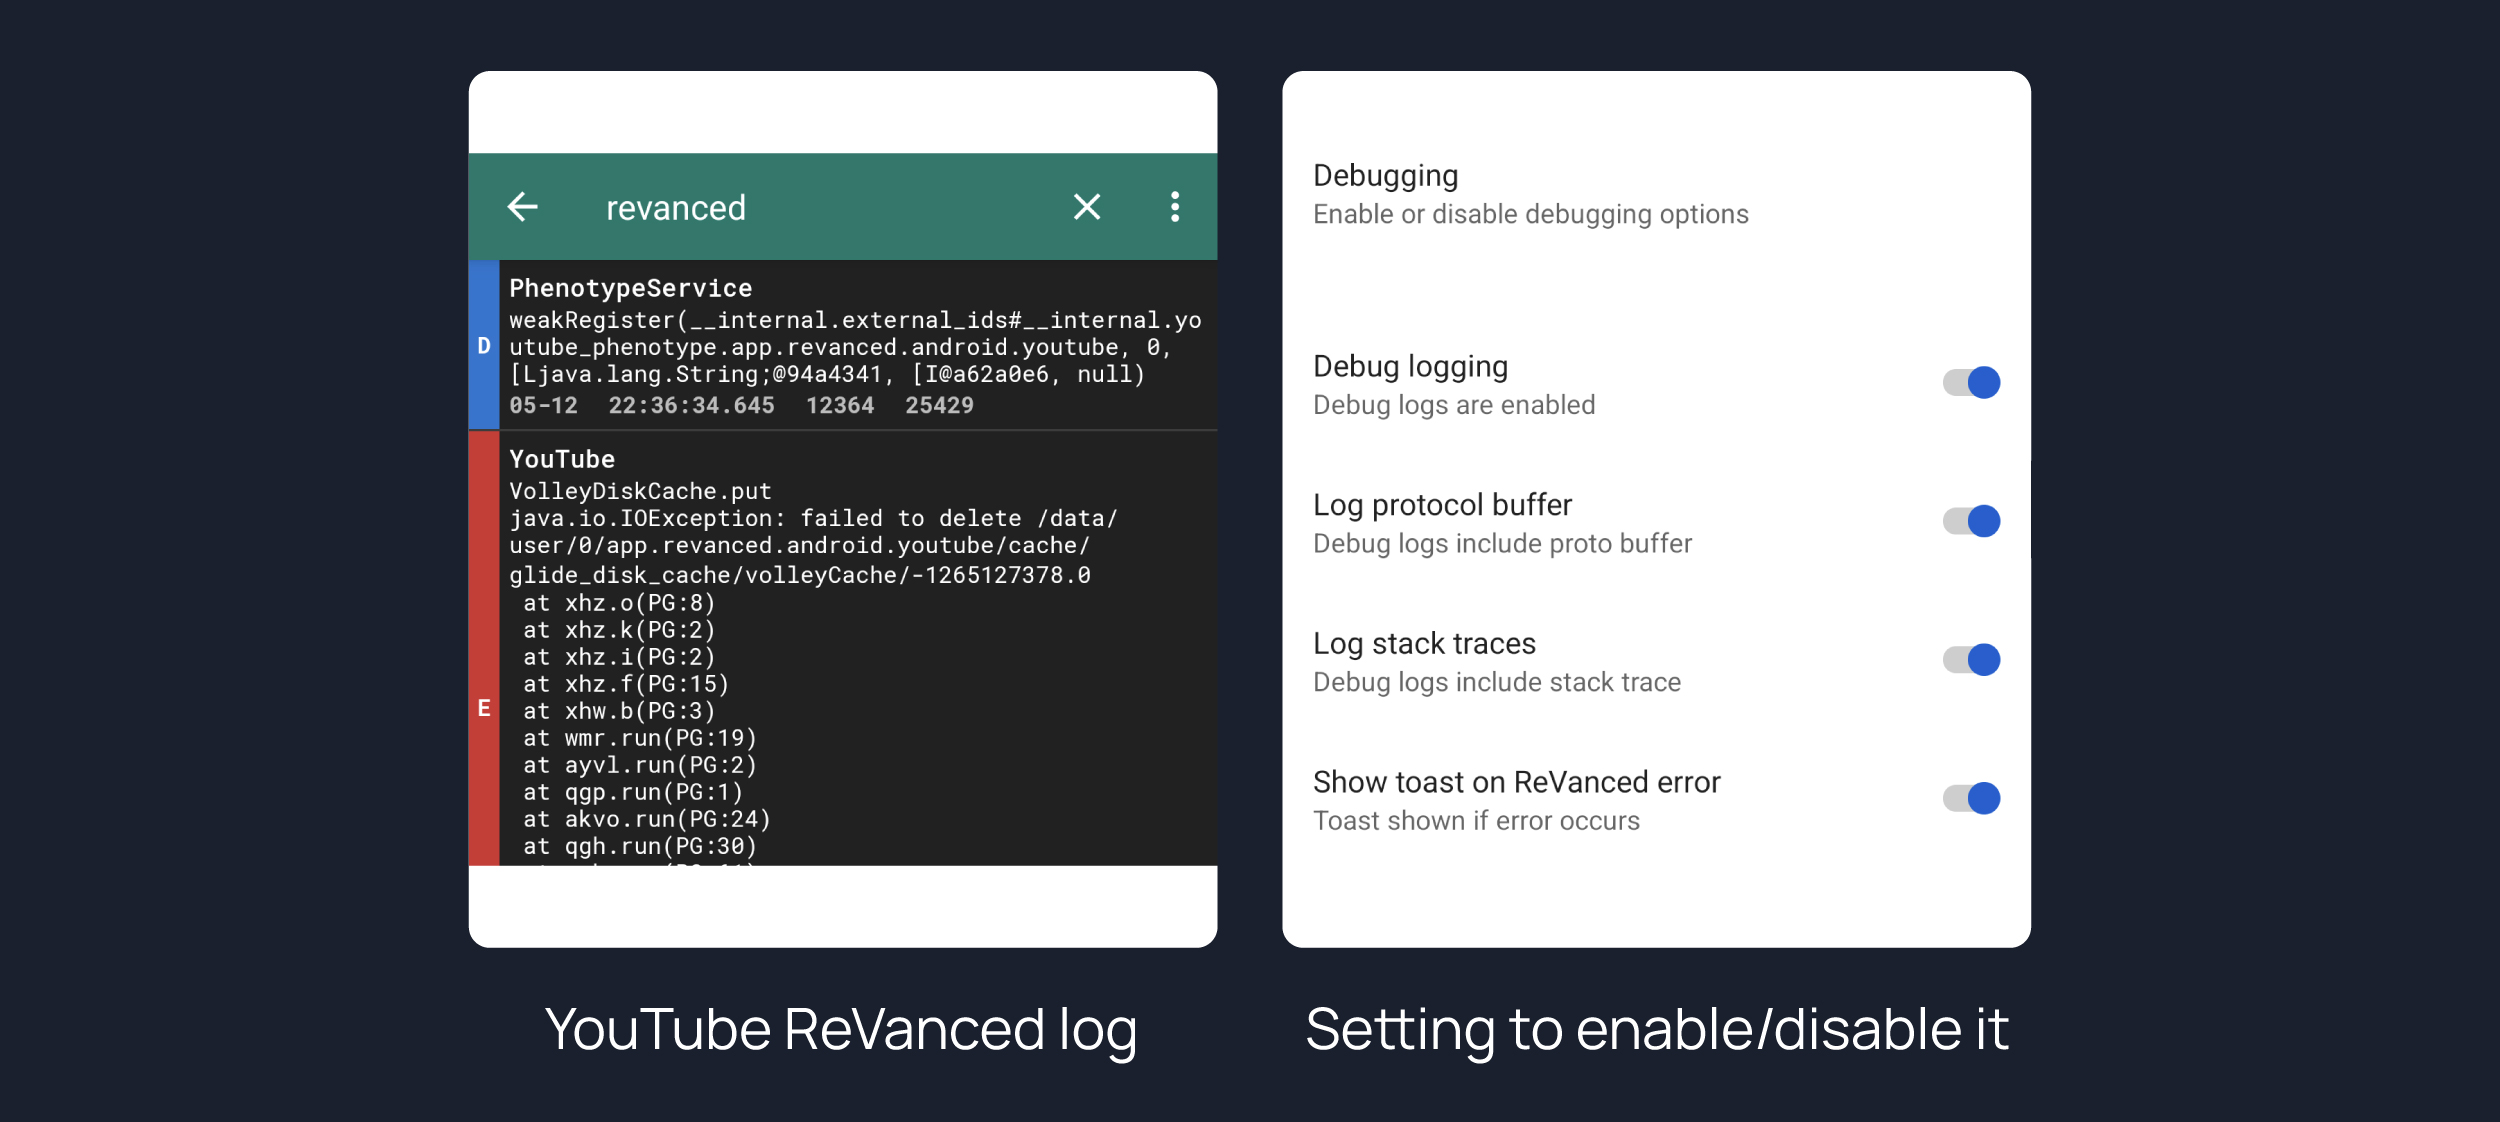 revanced
D
PhenotypeService
weakRegister(__internal.external_ids#__internal.yo
utube_phenotype.app.revanced.android.youtube, 0,
[Ljava.lang.String;@94a4341, [I@a62a0e6, null)
05-12 22:36:34.645 12364 25429
E
YouTube
VolleyDiskCache.put
java.io.IOException: failed to delete /data/
user/0/app.revanced.android.youtube/cache/
glide_disk_cache/volleyCache/-1265127378.0
at xhz.o(PG:8)
at xhz.k(PG:2)
at xhz.i(PG:2)
at xhz.f(PG:15)
at xhw.b(PG:3)
at wmr.run(PG:19)
at ayvl.run(PG:2)
at qgp.run(PG:1)
at akvo.run(PG:24)
at qgh.run(PG:30)
YouTube ReVanced log
Debugging
Enable or disable debugging options
Debug logging
Debug logs are enabled
Log protocol buffer
Debug logs include proto buffer
Log stack traces
Debug logs include stack trace
Show toast on ReVanced error
Toast shown if error occurs
Setting to enable/disable it